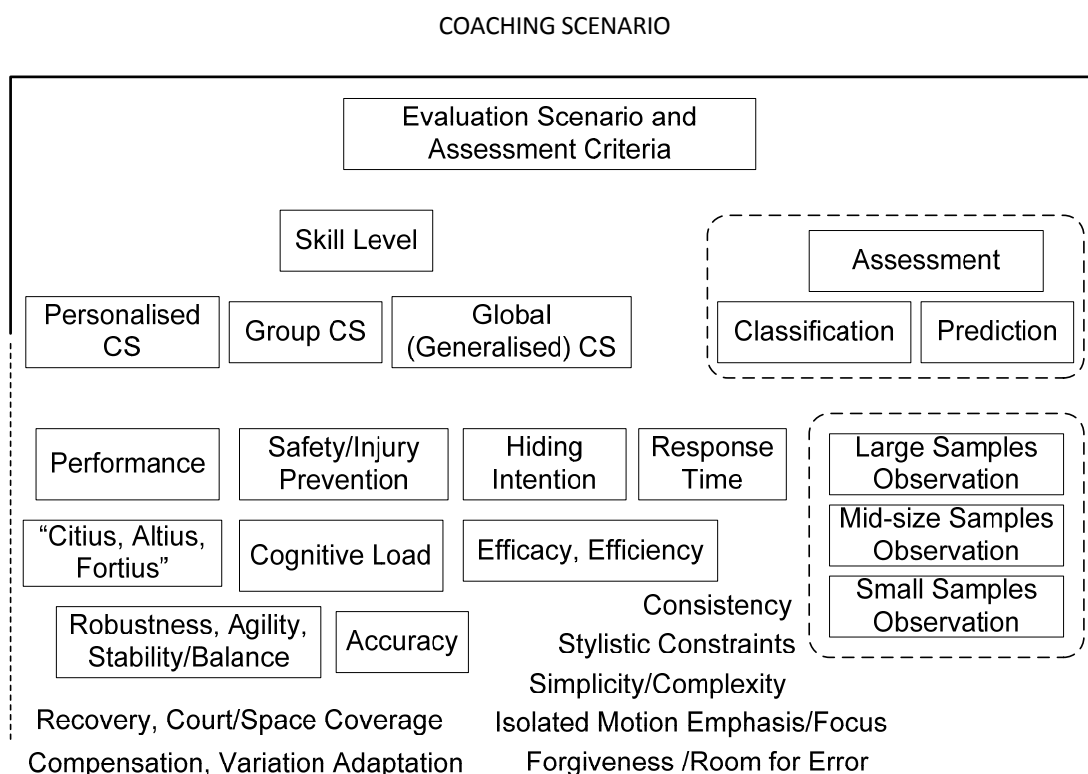 COACHING SCENARIO
Evaluation Scenario and
Assessment Criteria
Skill Level
Assessment
Personalised
CS
Group CS
Global
(Generalised) CS
Classification
Prediction
Performance
Safety/Injury
Prevention
Hiding
Intention
Response
Time
Large Samples
Observation
Mid-size Samples
Observation
Small Samples
Observation
“Citius, Altius,
Fortius”
Cognitive Load
Efficacy, Efficiency
Robustness, Agility,
Stability/Balance
Accuracy
Consistency
Stylistic Constraints
Simplicity/Complexity
Recovery, Court/Space Coverage
Isolated Motion Emphasis/Focus
Compensation, Variation Adaptation
Forgiveness /Room for Error